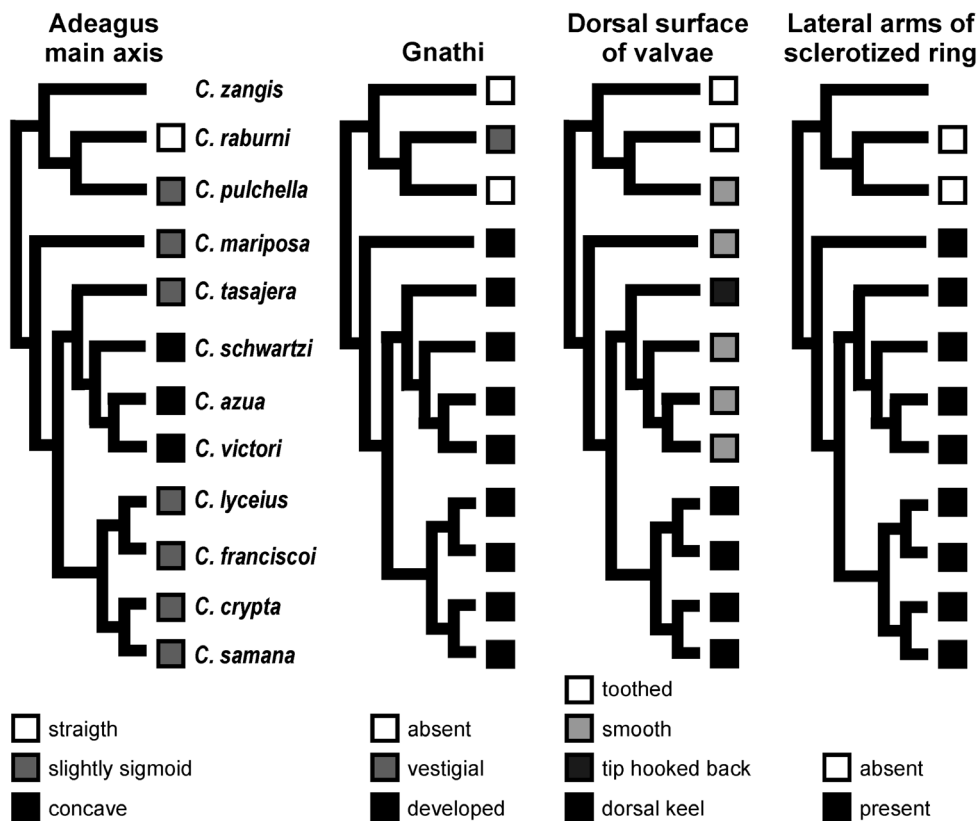 Adeagus
main axis
Gnathi
Dorsal surface
of valvae
Lateral arms of
sclerotized ring
C. zangis
C. raburni
C. pulchella
C. mariposa
C. tasajera
C. schwartzi
C. azua
C. victori
C. lyceius
C. franciscoi
C. crypta
C. samana
straigth
slightly sigmoid
concave
absent
vestigial
developed
toothed
smooth
tip hooked back
dorsal keel
absent
present